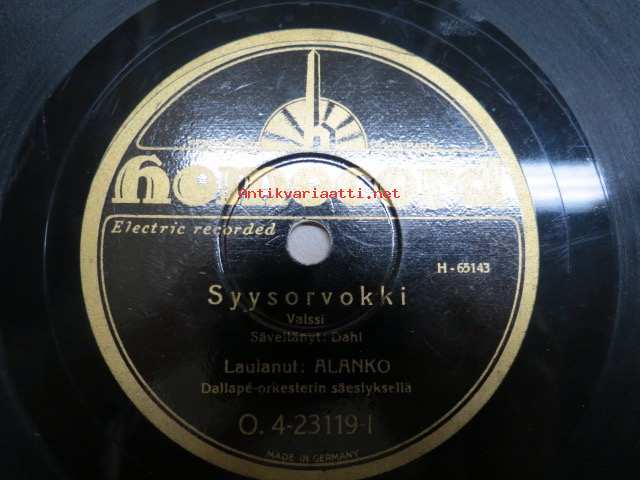 Homocord
Antikvariaatti.net
Electric recorded
H-65143
Syysorvokki
Valssi
Säveltänyt: Dahl
Laulanut: ALANKO
Dallapé-orkesterin säestyksellä
O. 4-23119-I
MADE IN GERMANY